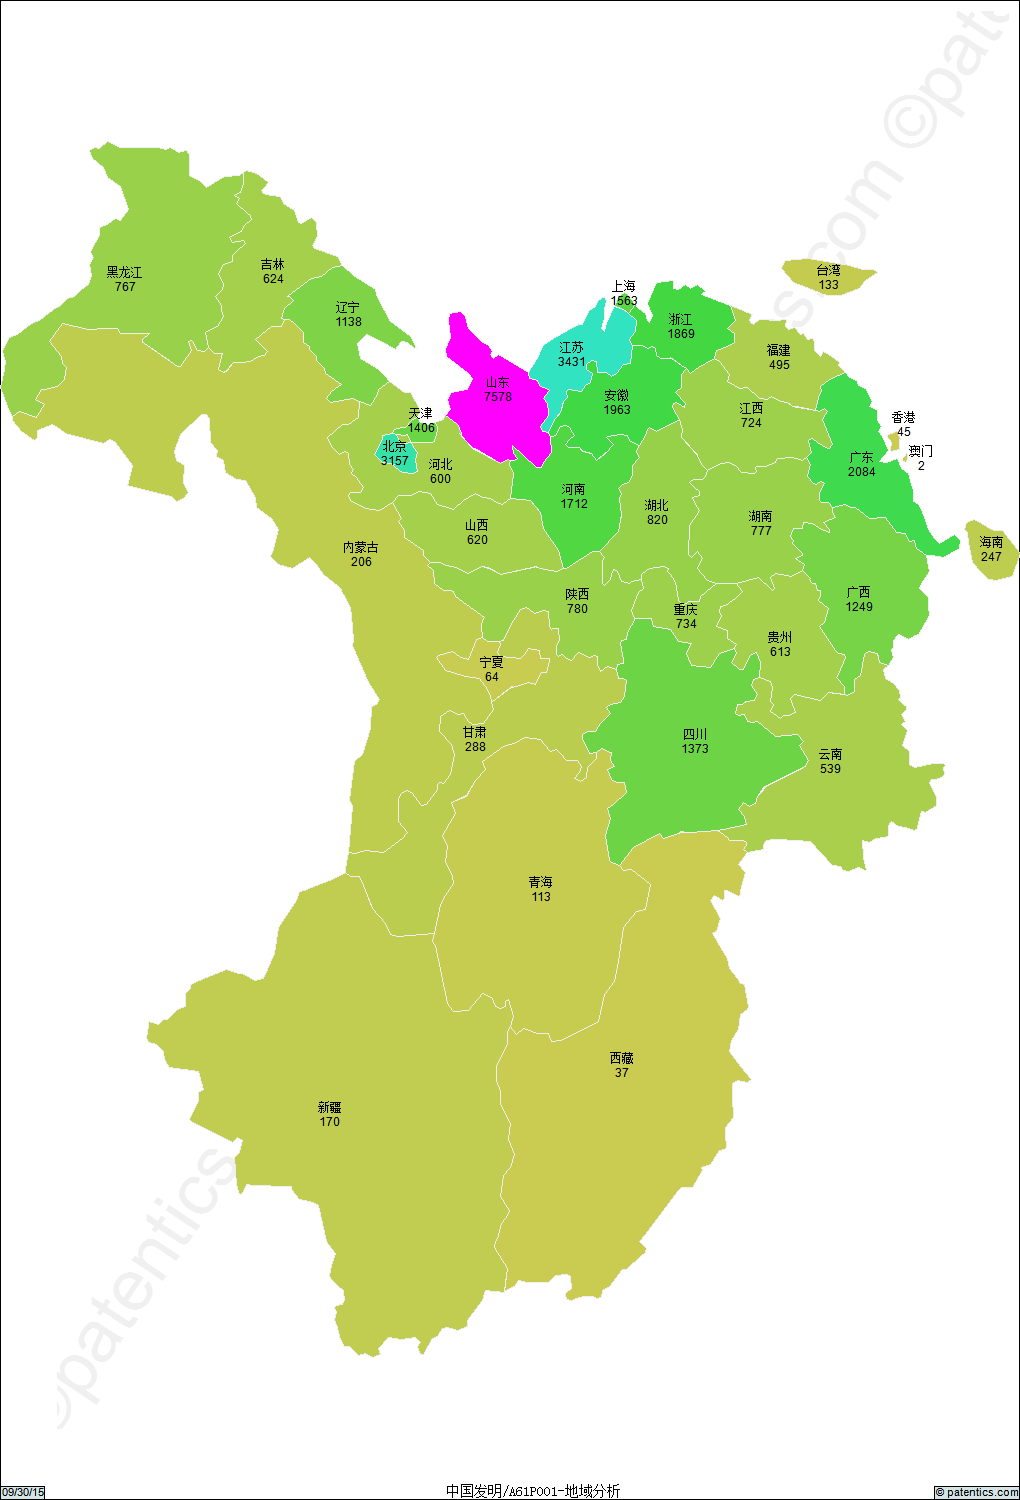 ©patentics.com ©patentics.com
黑龙江
767
吉林
624
辽宁
1138
上海
1563
台湾
133
浙江
1869
江苏
3431
福建
495
山东
7578
安徽
1963
江西
724
天津
1406
香港
45
澳门
2
北京
3157
河北
600
广东
2084
河南
1712
湖北
820
湖南
777
山西
620
内蒙古
206
海南
247
陕西
780
重庆
734
广西
1249
贵州
613
宁夏
64
甘肃
288
四川
1373
云南
539
青海
113
西藏
37
新疆
170
09/30/15
中国发明/A61P001-地域分析
© patentics.com